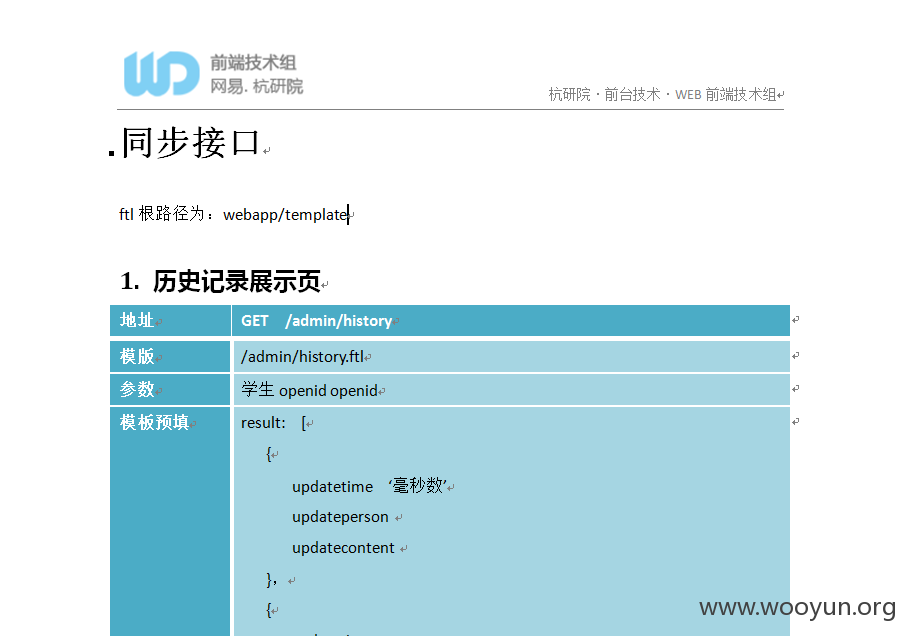 前端技术组
网易. 杭研院
杭研院·前台技术·WEB 前端技术组
同步接口
ftl 根路径为：webapp/template
1. 历史记录展示页
地址 GET /admin/history
模版 /admin/history.ftl
参数 学生 openid openid
模板预填 result: [
{
updatetime ‘毫秒数’
updateperson
updatecontent
},
{
www.wooyun.org